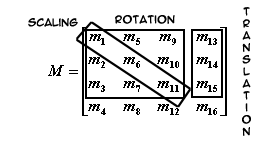 SCALING ROTATION
m1 m5 m9 m13
m2 m6 m10 m14
M =
m3 m7 m11 m15
m4 m8 m12 m16
TRANSLATION